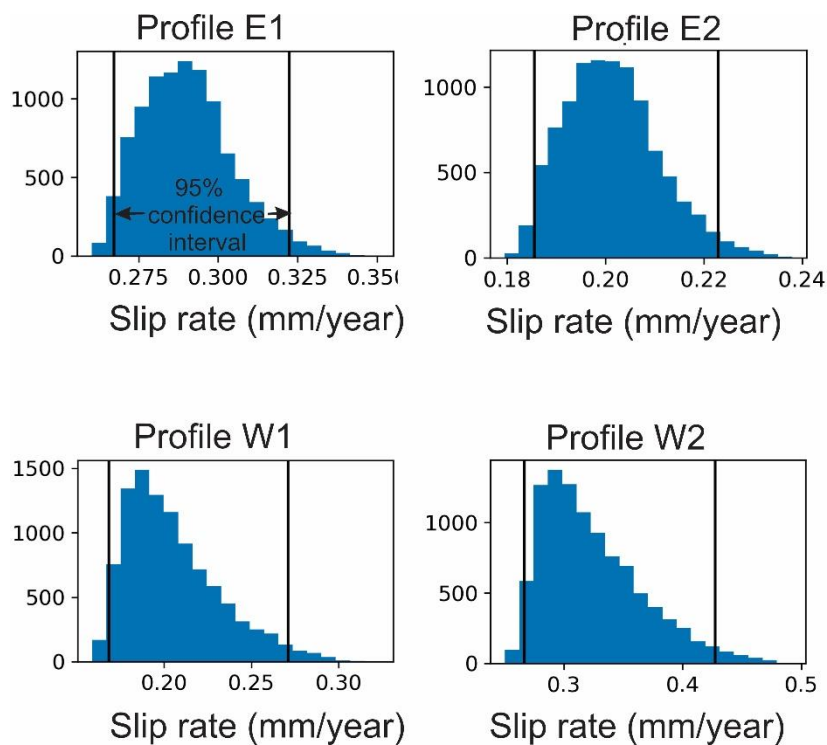 Profile E1
1000
500
0
95%
confidence
interval
0.275
0.300
0.325
0.350
Slip rate (mm/year)
Profile E2
1000
500
0
0.18
0.20
0.22
0.24
Slip rate (mm/year)
Profile W1
1500
1000
500
0
0.20
0.25
0.30
Slip rate (mm/year)
Profile W2
1000
500
0
0.3
0.4
0.5
Slip rate (mm/year)